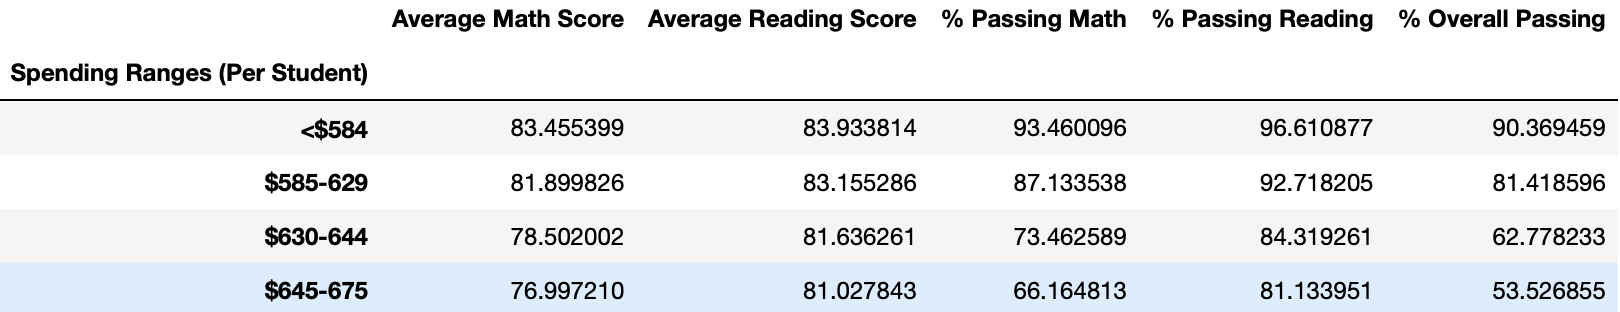 Average Math Score Average Reading Score % Passing Math % Passing Reading % Overall Passing
Spending Ranges (Per Student)
<$584 83.455399 83.933814 93.460096 96.610877 90.369459
$585-629 81.899826 83.155286 87.133538 92.718205 81.418596
$630-644 78.502002 81.636261 73.462589 84.319261 62.778233
$645-675 76.997210 81.027843 66.164813 81.133951 53.526855